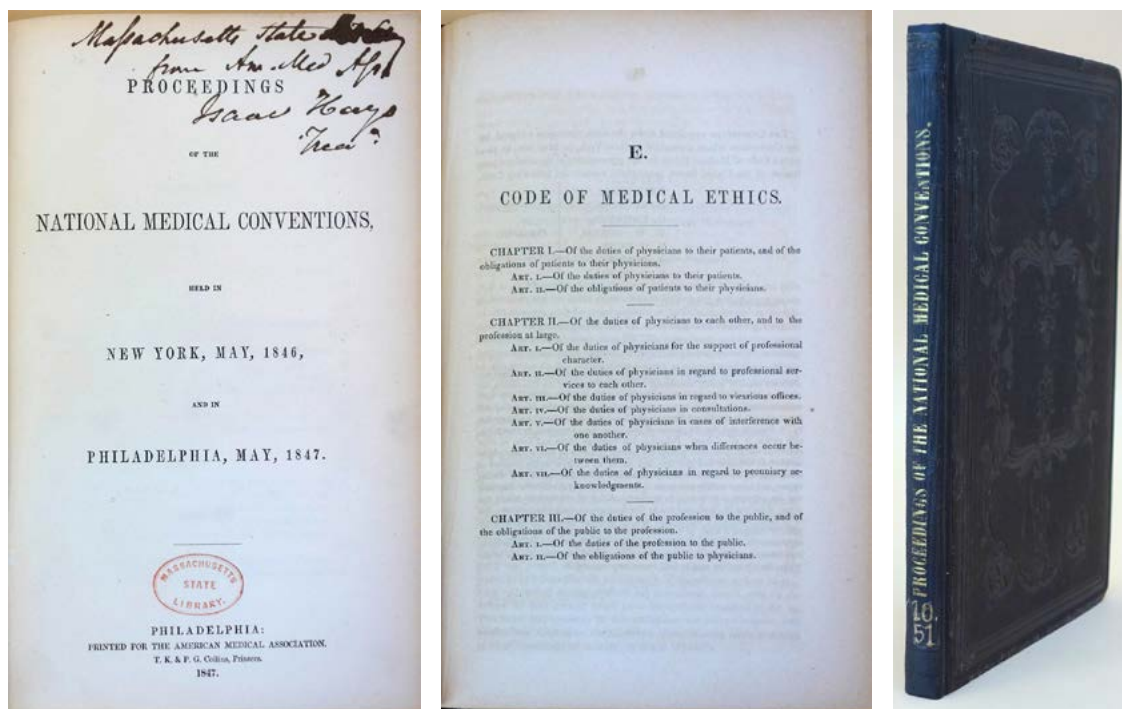 Massachusetts State
from Am Med Ass
PROCEEDINGS
Isaac Hays
Trea^r
OF THE
NATIONAL MEDICAL CONVENTIONS,
HELD IN
NEW YORK, MAY, 1846,
AND IN
PHILADELPHIA, MAY, 1847.
MASSACHUSETTS
STATE
LIBRARY.
PHILADELPHIA:
PRINTED FOR THE AMERICAN MEDICAL ASSOCIATION.
T. K. & P. G. Collins, Printers.
1847.
E.
CODE OF MEDICAL ETHICS.
CHAPTER I.—Of the duties of physicians to their patients, and of the
obligations of patients to their physicians.
ART. I.—Of the duties of physicians to their patients.
ART. II.—Of the obligations of patients to their physicians.
CHAPTER II.—Of the duties of physicians to each other, and to the
profession at large.
ART. I.—Of the duties of physicians for the support of professional
character.
ART. II.—Of the duties of physicians in regard to professional ser-
vices to each other.
ART. III.—Of the duties of physicians in regard to vicarious offices.
ART. IV.—Of the duties of physicians in consultations.
ART. V.—Of the duties of physicians in cases of interference with
one another.
ART. VI.—Of the duties of physicians when differences occur be-
tween them.
ART. VII.—Of the duties of physicians in regard to pecuniary ac-
knowledgments.
CHAPTER III.—Of the duties of the profession to the public, and of
the obligations of the public to the profession.
ART. I.—Of the duties of the profession to the public.
ART. II.—Of the obligations of the public to physicians.
PROCEEDINGS OF THE NATIONAL MEDICAL CONVENTIONS.
10.
51